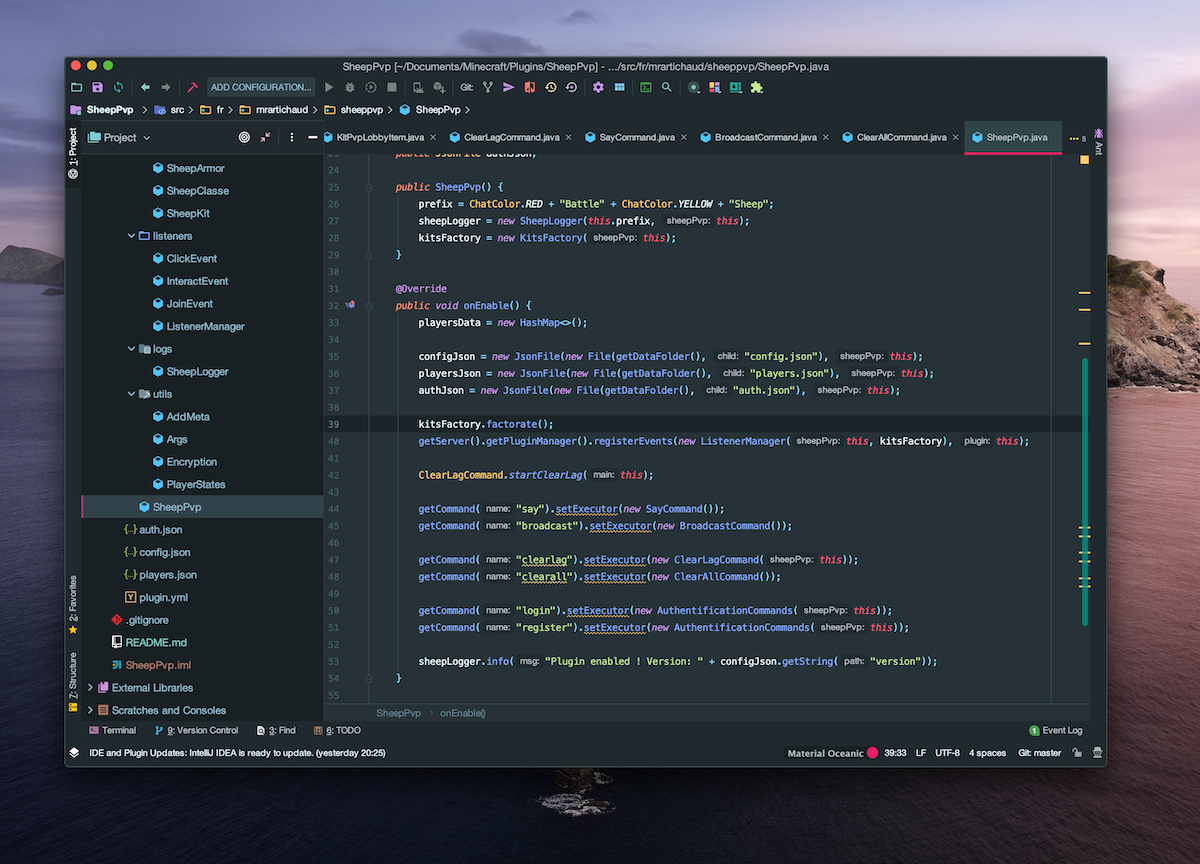 SheepPvp [~/Documents/Minecraft/Plugins/SheepPvp] - .../src/fr/mrartichaud/sheeppvp/SheepPvp.java
ADD CONFIGURATION... Git:
SheepPvp src fr mrartichaud sheeppvp SheepPvp
1: Project
Project
KitPvpLobbyItem.java ClearLagCommand.java SayCommand.java BroadcastCommand.java ClearAllCommand.java SheepPvp.java 5
Ant
SheepArmor
SheepClasse
SheepKit
listeners
ClickEvent
InteractEvent
JoinEvent
ListenerManager
logs
SheepLogger
utils
AddMeta
Args
Encryption
PlayerStates
SheepPvp
{..} auth.json
{..} config.json
{..} players.json
plugin.yml
.gitignore
README.md
SheepPvp.iml
External Libraries
Scratches and Consoles
2: Favorites
7: Structure
23 public JsonFile authJson;
24
25 public SheepPvp() {
26 prefix = ChatColor.RED + "Battle" + ChatColor.YELLOW + "Sheep";
27 sheepLogger = new SheepLogger(this.prefix, sheepPvp: this);
28 kitsFactory = new KitsFactory( sheepPvp: this);
29 }
30
31 @Override
32 public void onEnable() {
33 playersData = new HashMap<>();
34
35 configJson = new JsonFile(new File(getDataFolder(), child: "config.json"), sheepPvp: this);
36 playersJson = new JsonFile(new File(getDataFolder(), child: "players.json"), sheepPvp: this);
37 authJson = new JsonFile(new File(getDataFolder(), child: "auth.json"), sheepPvp: this);
38
39 kitsFactory.factorate();
40 getServer().getPluginManager().registerEvents(new ListenerManager( sheepPvp: this, kitsFactory), plugin: this);
41
42 ClearLagCommand.startClearLag( main: this);
43
44 getCommand( name: "say").setExecutor(new SayCommand());
45 getCommand( name: "broadcast").setExecutor(new BroadcastCommand());
46
47 getCommand( name: "clearlag").setExecutor(new ClearLagCommand( sheepPvp: this));
48 getCommand( name: "clearall").setExecutor(new ClearAllCommand());
49
50 getCommand( name: "login").setExecutor(new AuthentificationCommands( sheepPvp: this));
51 getCommand( name: "register").setExecutor(new AuthentificationCommands( sheepPvp: this));
52
53 sheepLogger.info( msg: "Plugin enabled ! Version: " + configJson.getString( path: "version"));
54 }
55
SheepPvp › onEnable()
Terminal 9: Version Control 3: Find 6: TODO 1 Event Log
IDE and Plugin Updates: IntelliJ IDEA is ready to update. (yesterday 20:25) Material Oceanic 39:33 LF UTF-8 4 spaces Git: master